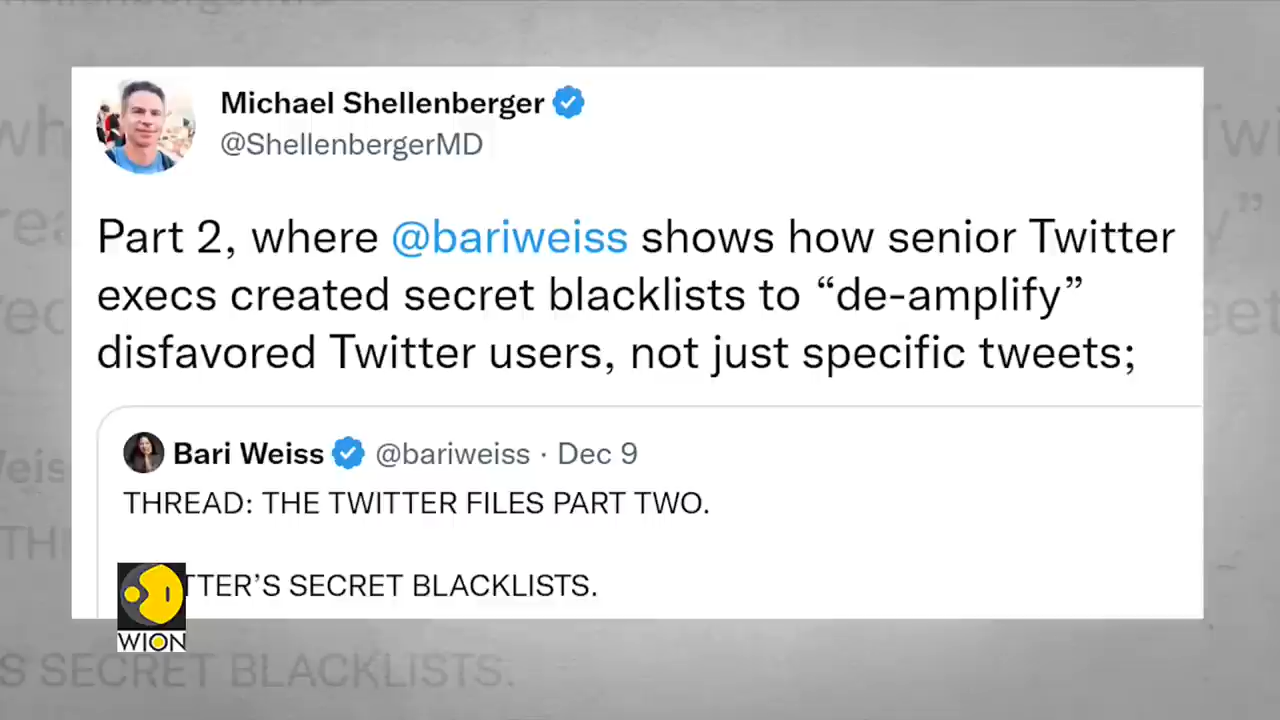 Michael Shellenberger
@ShellenbergerMD
Part 2, where @bariweiss shows how senior Twitter
execs created secret blacklists to “de-amplify”
disfavored Twitter users, not just specific tweets;
Bari Weiss @bariweiss · Dec 9
THREAD: THE TWITTER FILES PART TWO.
TTER’S SECRET BLACKLISTS.
WION
S SECRET BLACKLISTS.